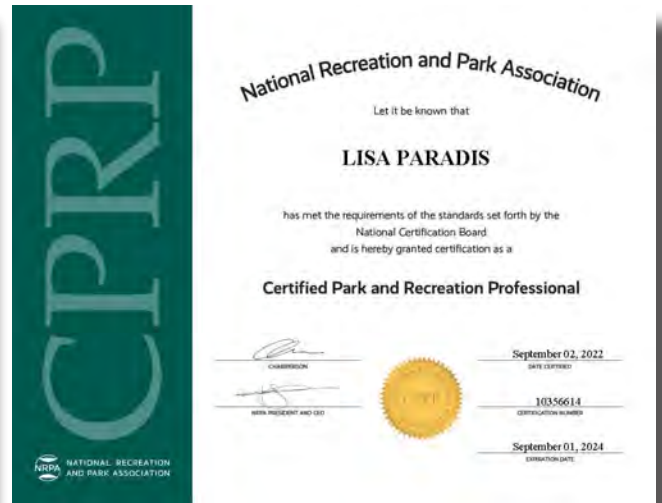 CPRP
NRPA
NATIONAL RECREATION
AND PARK ASSOCIATION
National Recreation and Park Association
Let it be known that
LISA PARADIS
has met the requirements of the standards set forth by the
National Certification Board
and is hereby granted certification as a
Certified Park and Recreation Professional
CHAIRPERSON
NRPA PRESIDENT AND CEO
September 02, 2022
DATE CERTIFIED
10356614
CERTIFICATION NUMBER
September 01, 2024
EXPIRATION DATE